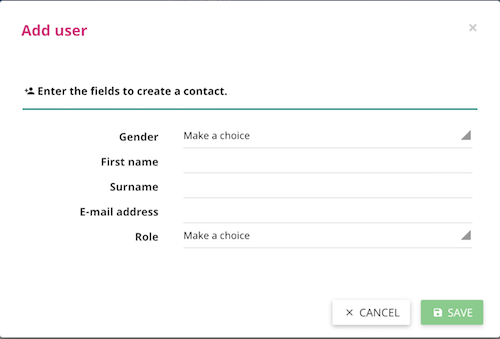 Add user
×
Enter the fields to create a contact.
Gender Make a choice
First name
Surname
E-mail address
Role Make a choice
× CANCEL SAVE